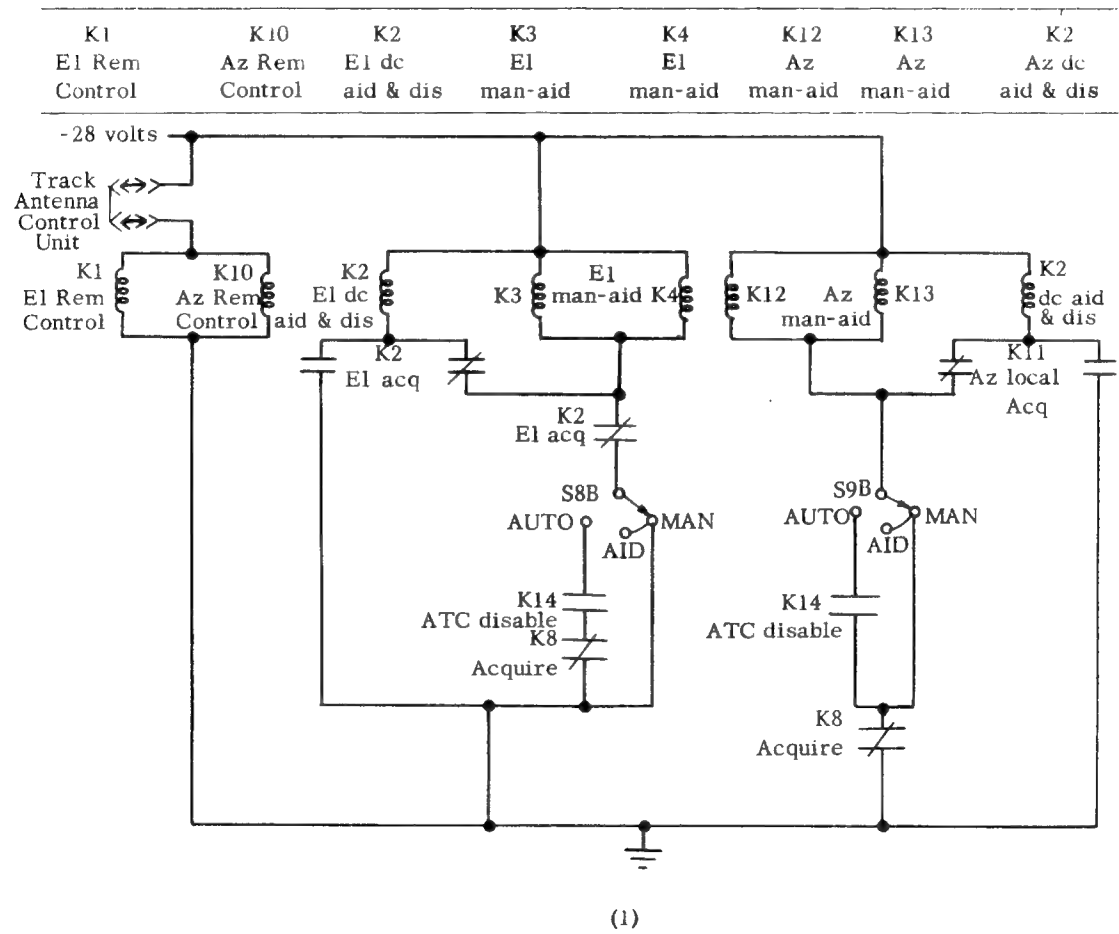 K1 K10 K2 K3 K4 K12 K13 K2
El Rem Az Rem El dc El El Az Az Az dc
Control Control aid & dis man-aid man-aid man-aid man-aid aid & dis
-28 volts
Track
Antenna
Control
Unit
K1
El Rem
Control
K10
Az Rem
Control
K2
El dc
aid & dis
K3
El
man-aid
K4
K12
Az
man-aid
K13
K2
dc aid
& dis
K2
El acq
K11
Az local
Acq
K2
El acq
S8B
AUTO
MAN
AID
S9B
AUTO
MAN
AID
K14
ATC disable
K8
Acquire
K14
ATC disable
K8
Acquire
(1)